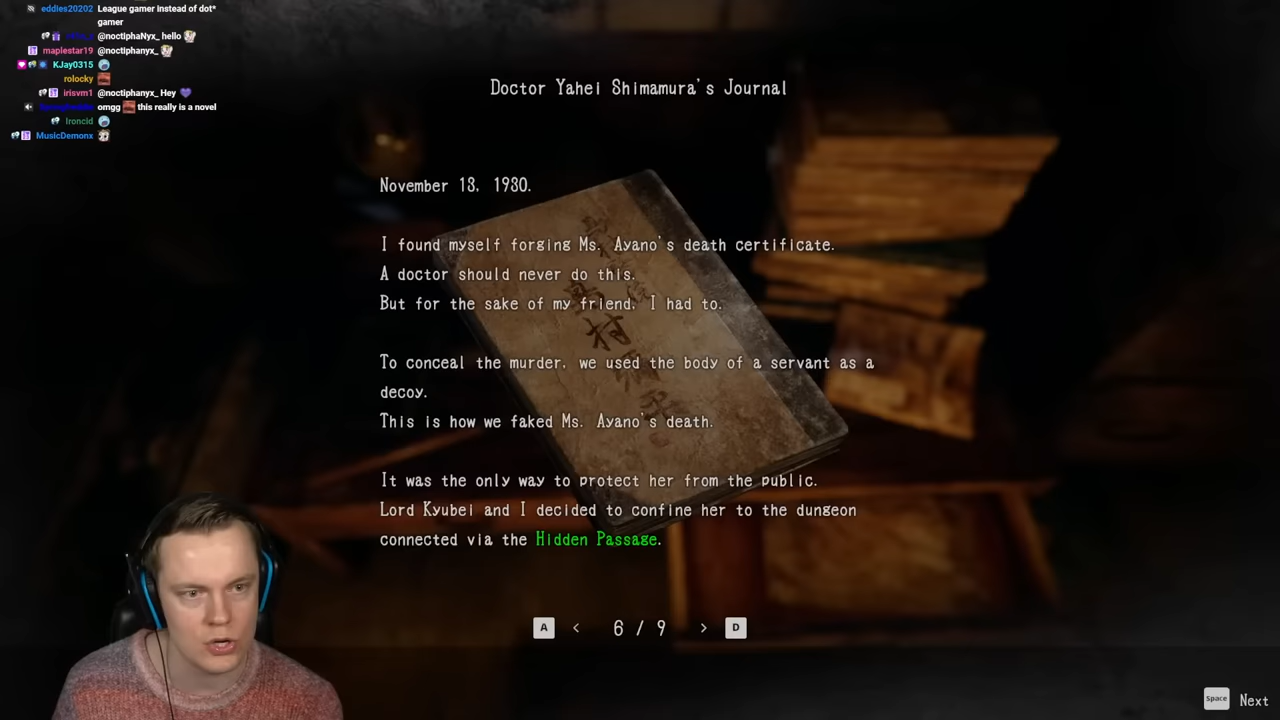 eddies20202 League gamer instead of dot*
gamer
@noctiphaNyx_ hello
maplestar19 @noctiphanyx_
KJay0315
rolocky
irisvm1 @noctiphanyx_ Hey
omgg this really is a novel
Ironcid
MusicDemonx
Doctor Yahei Shimamura's Journal
November 13, 1930.
I found myself forging Ms. Ayano's death certificate.
A doctor should never do this.
But for the sake of my friend, I had to.
To conceal the murder, we used the body of a servant as a
decoy.
This is how we faked Ms. Ayano's death.
It was the only way to protect her from the public.
Lord Kyubei and I decided to confine her to the dungeon
connected via the Hidden Passage.
A < 6 / 9 > D
Space Next